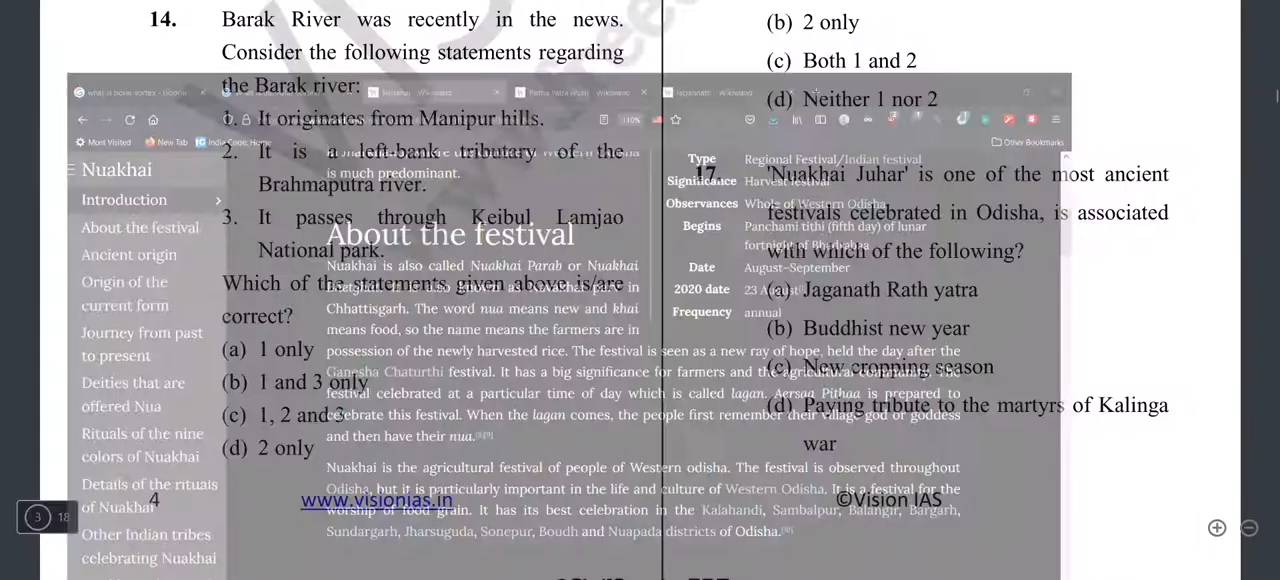 14. Barak River was recently in the news.
Consider the following statements regarding
the Barak river:
1. It originates from Manipur hills.
2. It is a left-bank tributary of the
Brahmaputra river.
3. It passes through Keibul Lamjao
National park.
Which of the statements given above is/are
correct?
(a) 1 only
(b) 1 and 3 only
(c) 1, 2 and 3
(d) 2 only
4
www.visionias.in
(b) 2 only
(c) Both 1 and 2
(d) Neither 1 nor 2
17. 'Nuakhai Juhar' is one of the most ancient
festivals celebrated in Odisha, is associated
with which of the following?
(a) Jaganath Rath yatra
(b) Buddhist new year
(c) New cropping season
(d) Paying tribute to the martyrs of Kalinga
war
©Vision IAS
110%
Most Visited
New Tab
India Code: Home
Other Bookmarks
Nuakhai
Introduction
About the festival
Ancient origin
Origin of the
current form
Journey from past
to present
Deities that are
offered Nua
Rituals of the nine
colors of Nuakhai
Details of the rituals
of Nuakhai
Other Indian tribes
celebrating Nuakhai
is much predominant.
About the festival
Nuakhai is also called Nuakhai Parab or Nuakhai
Chhattisgarh. The word nua means new and khai
means food, so the name means the farmers are in
possession of the newly harvested rice. The festival is seen as a new ray of hope, held the day after the
Ganesha Chaturthi festival. It has a big significance for farmers and the agricultural community. The
festival celebrated at a particular time of day which is called lagan. Aersaa Pithaa is prepared to
celebrate this festival. When the lagan comes, the people first remember their village god or goddess
and then have their nua.
Nuakhai is the agricultural festival of people of Western odisha. The festival is observed throughout
Odisha, but it is particularly important in the life and culture of Western Odisha. It is a festival for the
worship of food grain. It has its best celebration in the Kalahandi, Sambalpur, Balangir, Bargarh,
Sundargarh, Jharsuguda, Sonepur, Boudh and Nuapada districts of Odisha.
Type Regional Festival/Indian festival
Significance Harvest festival
Observances Whole of Western Odisha
Begins Panchami tithi (fifth day) of lunar
fortnight of Bhadraba
Date August–September
2020 date 23 August
Frequency annual
3 18